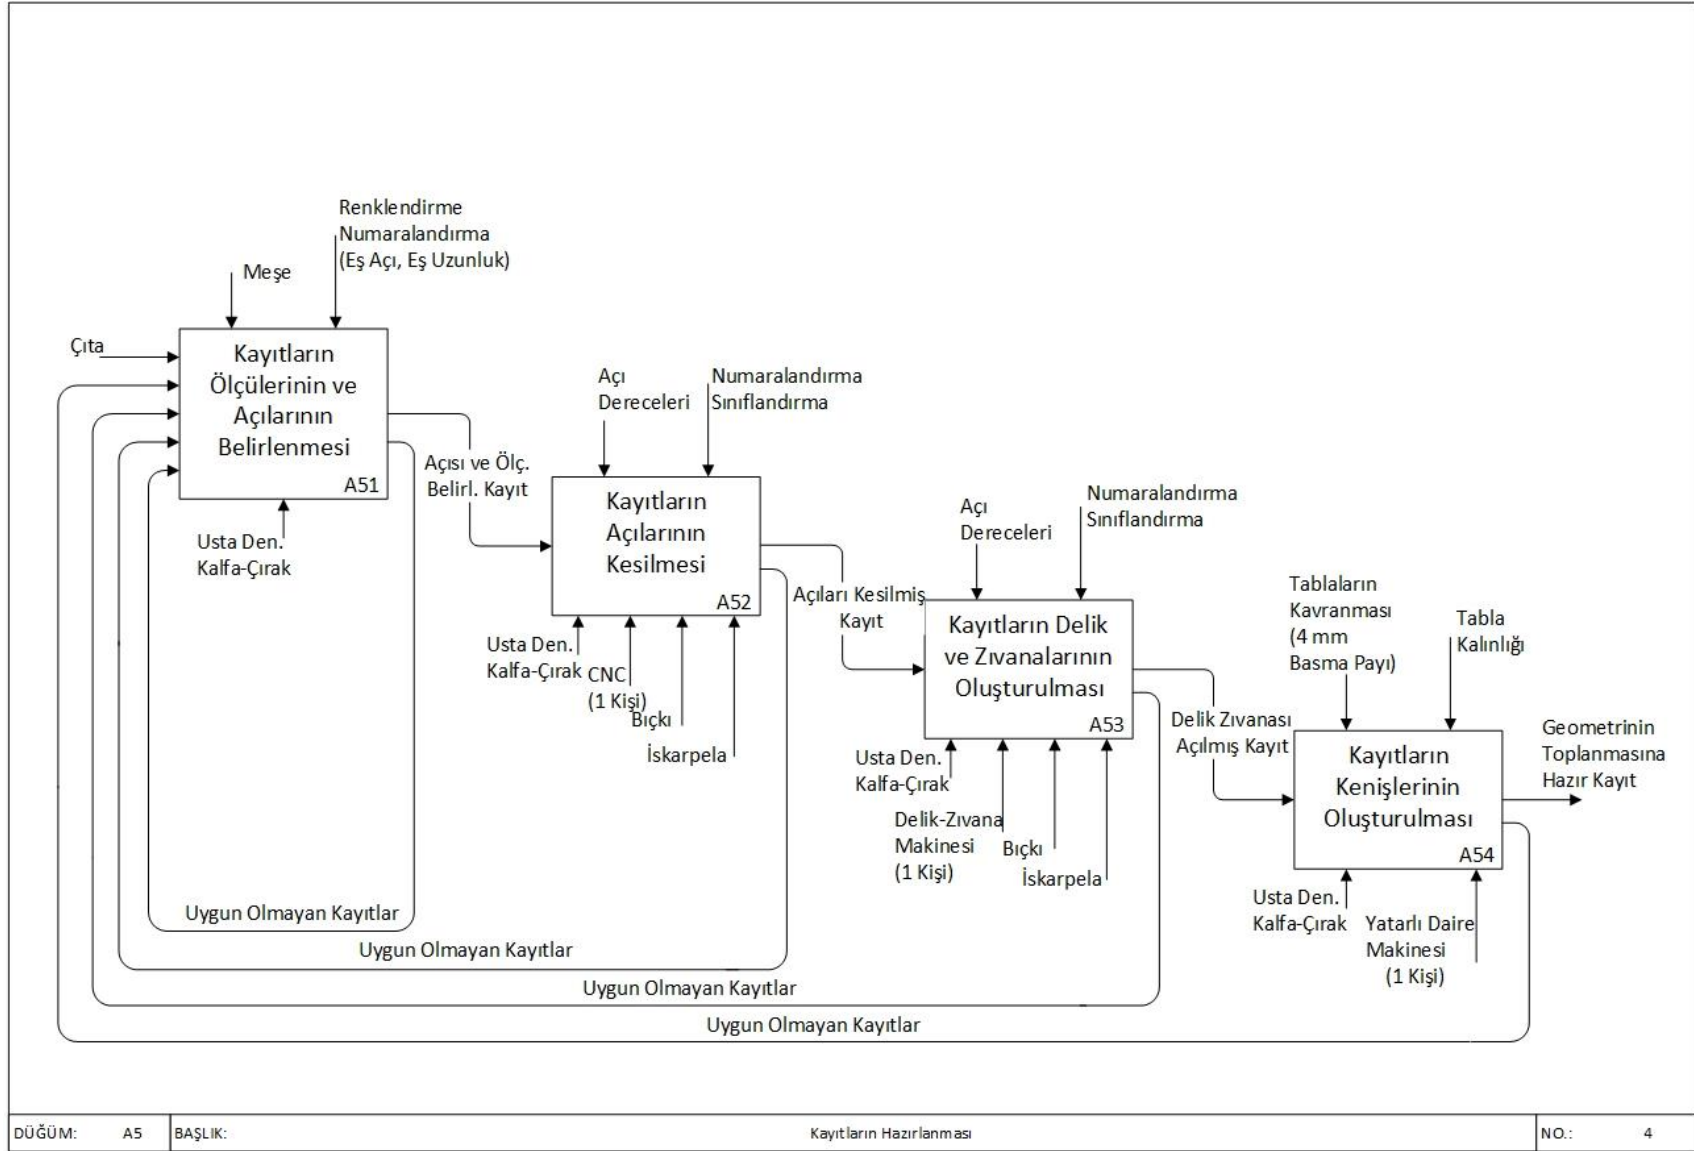 Renklendirme
Numaralandırma
(Eş Açı, Eş Uzunluk)
Meşe
Çıta
Kayıtların
Ölçülerinin ve
Açılarının
Belirlenmesi
A51
Usta Den.
Kalfa-Çırak
Açısı ve Ölç.
Belirl. Kayıt
Açı
Dereceleri
Numaralandırma
Sınıflandırma
Kayıtların
Açılarının
Kesilmesi
A52
Usta Den.
Kalfa-Çırak
CNC
(1 Kişi)
Bıçkı
İskarpela
Açıları Kesilmiş
Kayıt
Açı
Dereceleri
Numaralandırma
Sınıflandırma
Kayıtların Delik
ve Zıvanalarının
Oluşturulması
A53
Usta Den.
Kalfa-Çırak
Delik-Zıvana
Makinesi
(1 Kişi)
Bıçkı
İskarpela
Delik Zıvanası
Açılmış Kayıt
Tablaların
Kavranması
(4 mm
Basma Payı)
Tabla
Kalınlığı
Kayıtların
Kenişlerinin
Oluşturulması
A54
Usta Den.
Kalfa-Çırak
Yatarlı Daire
Makinesi
(1 Kişi)
Geometrinin
Toplanmasına
Hazır Kayıt
Uygun Olmayan Kayıtlar
Uygun Olmayan Kayıtlar
Uygun Olmayan Kayıtlar
Uygun Olmayan Kayıtlar
DÜĞÜM: A5 BAŞLIK: Kayıtların Hazırlanması NO.: 4